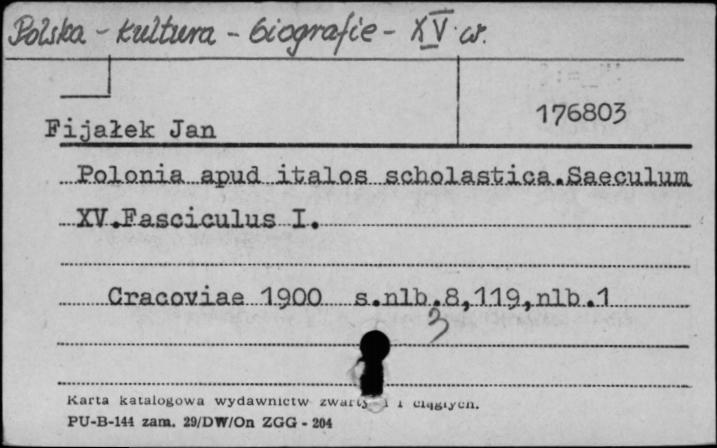 Polska - kultura - biografie - XV w.
176803
Fijałek Jan
Polonia apud italos scholastica.Saeculum
XV.Fasciculus I.
Cracoviae 1900 s.nlb.8,119,nlb.1
3
Karta katalogowa wydawnictw i ciągłych.
PU-B-144 zam. 29/DW/On ZGG - 204